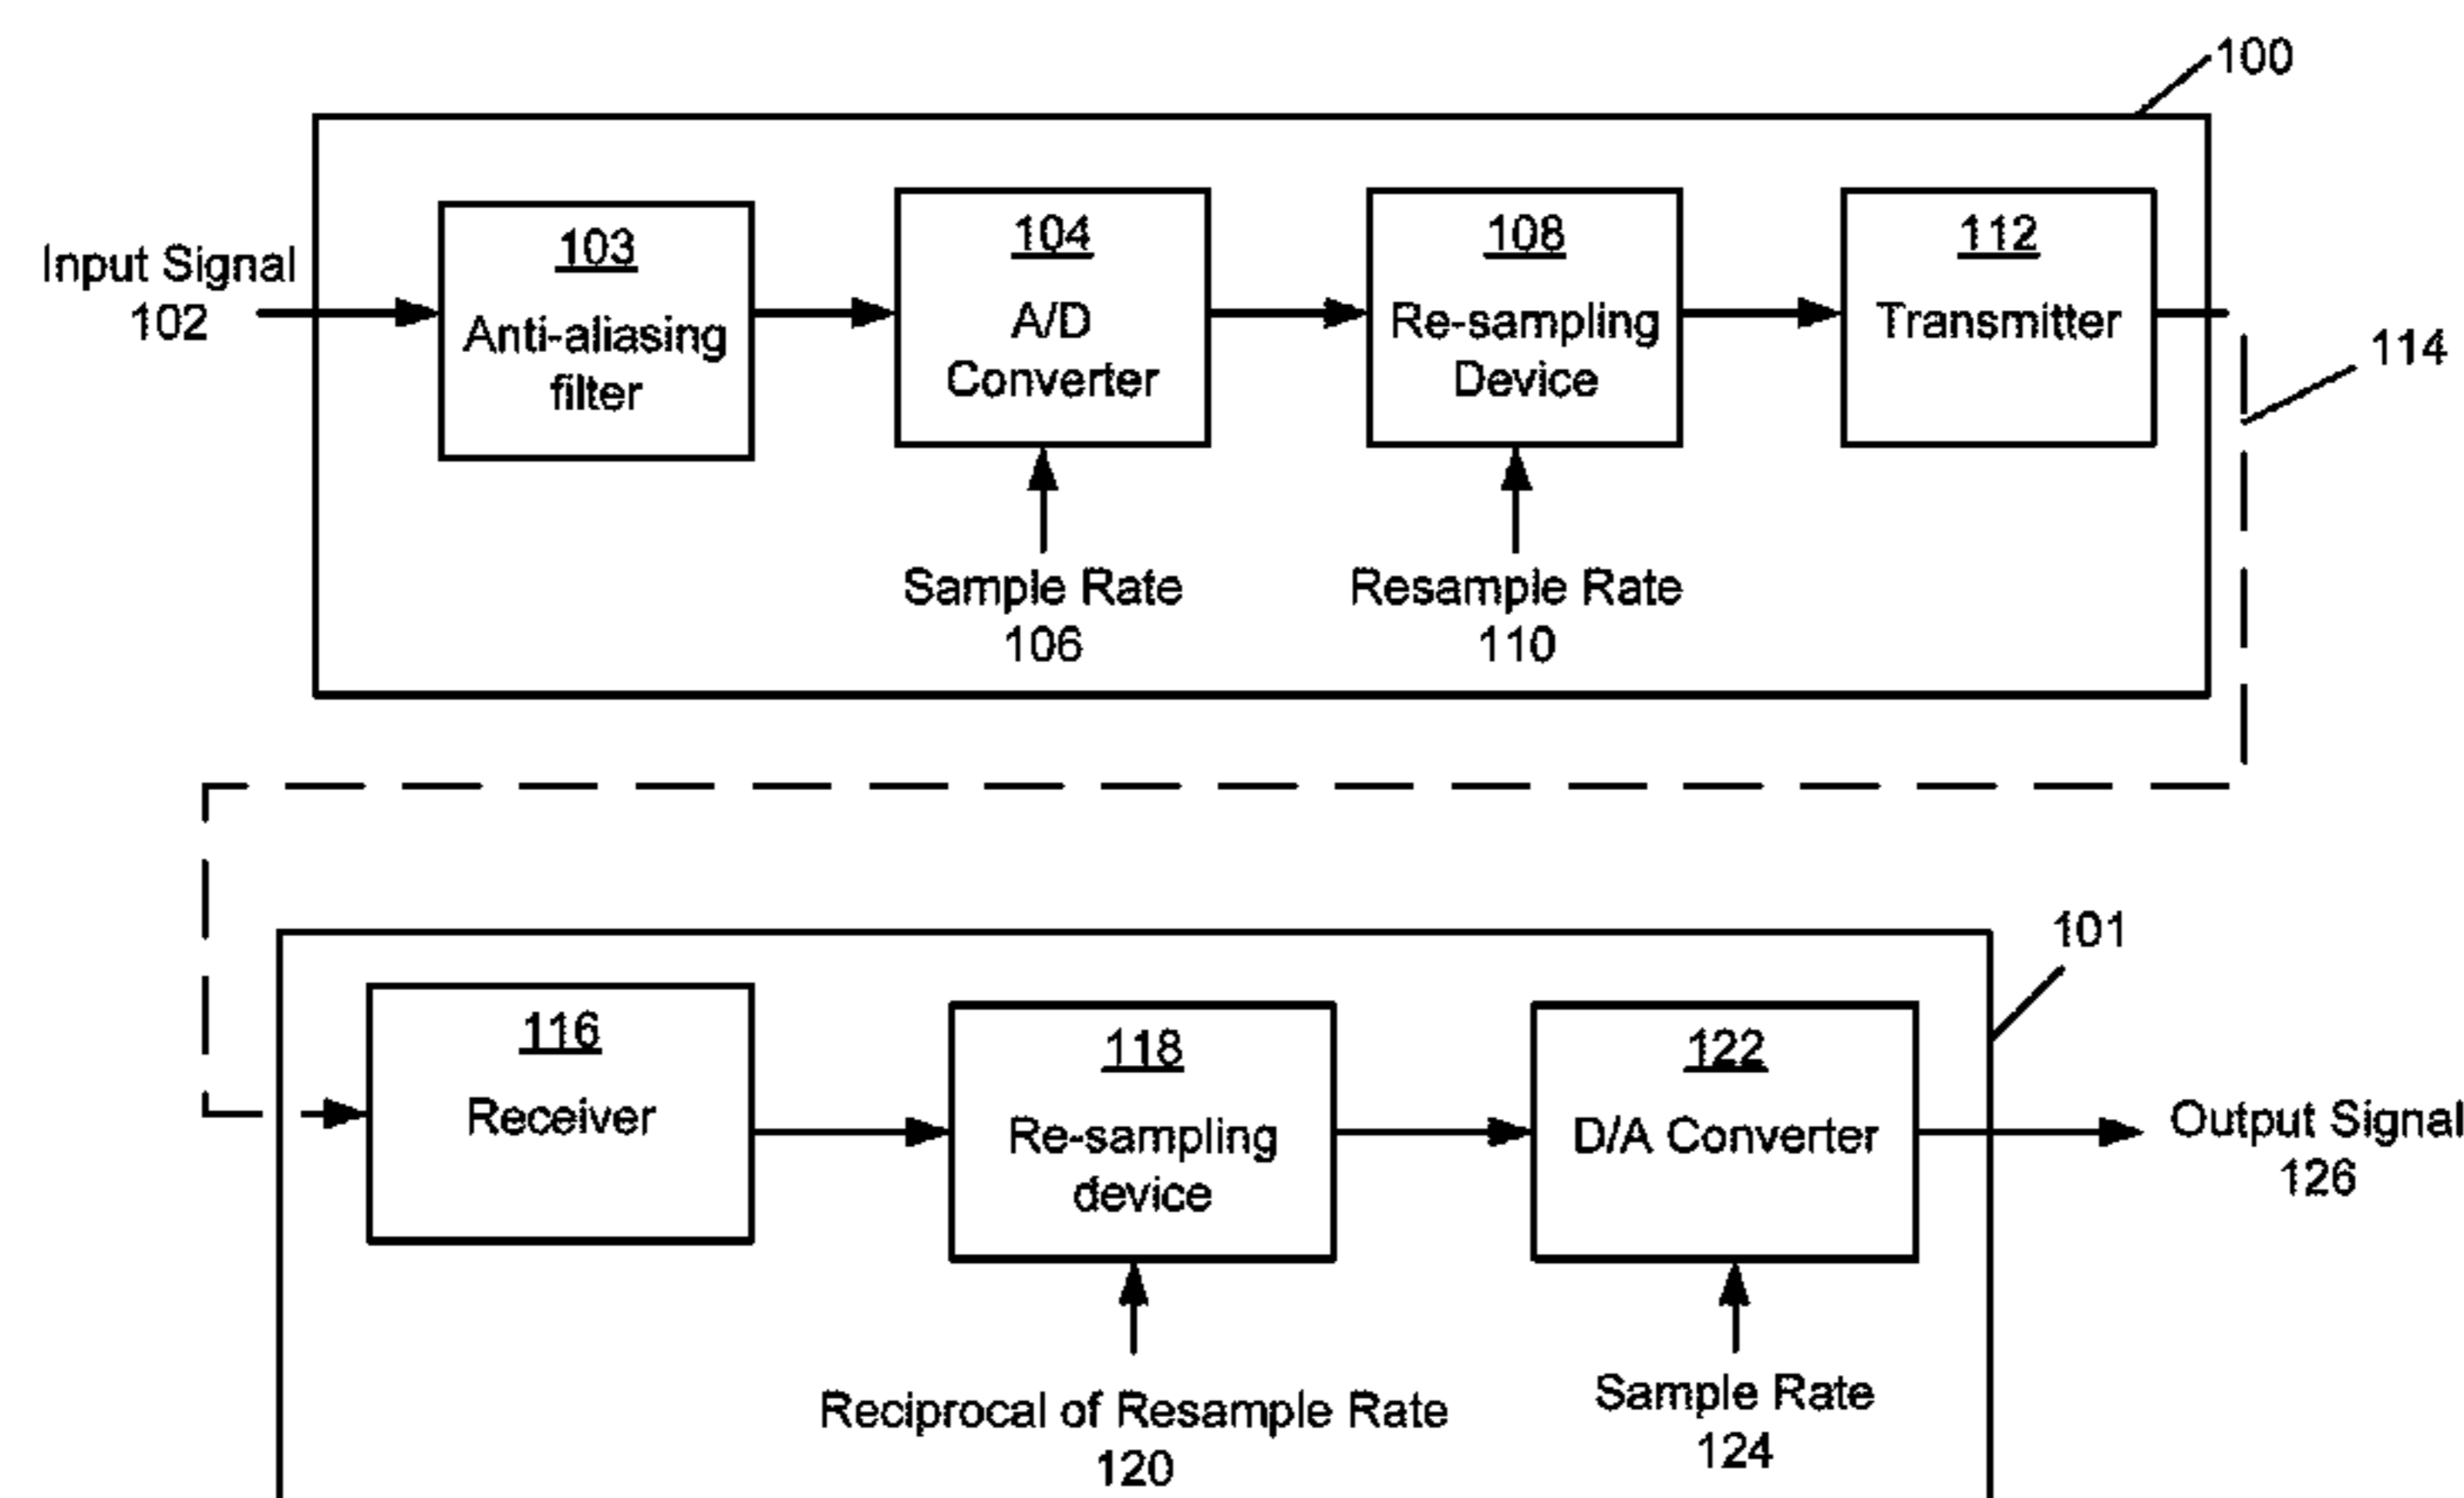 100
Input Signal
102
103
Anti-aliasing
filter
104
A/D
Converter
108
Re-sampling
Device
112
Transmitter
114
Sample Rate
106
Resample Rate
110
101
116
Receiver
118
Re-sampling
device
122
D/A Converter
Output Signal
126
Reciprocal of Resample Rate
120
Sample Rate
124